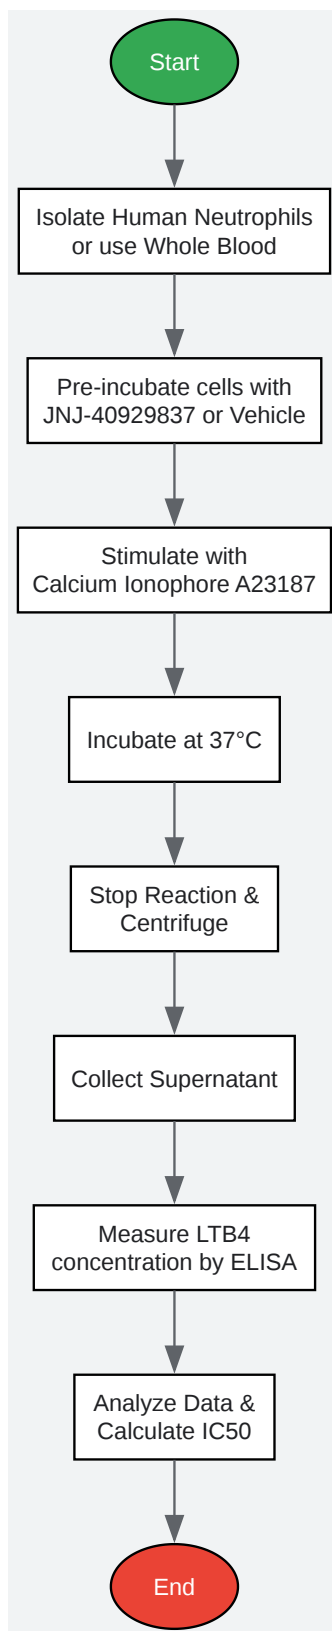 Start
Isolate Human Neutrophils
or use Whole Blood
Pre-incubate cells with
JNJ-40929837 or Vehicle
Stimulate with
Calcium Ionophore A23187
Incubate at 37°C
Stop Reaction &
Centrifuge
Collect Supernatant
Measure LTB4
concentration by ELISA
Analyze Data &
Calculate IC50
End